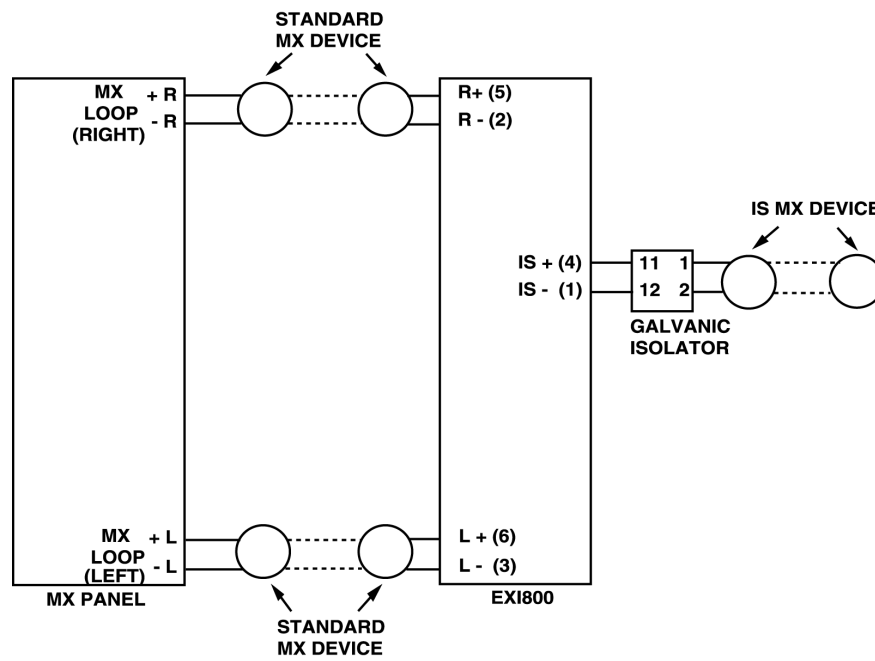 STANDARD
MX DEVICE
MX
LOOP
(RIGHT)
+ R
- R
R+ (5)
R - (2)
IS MX DEVICE
IS + (4)
IS - (1)
11 1
12 2
GALVANIC
ISOLATOR
MX
LOOP
(LEFT)
+ L
- L
L + (6)
L - (3)
MX PANEL
EXI800
STANDARD
MX DEVICE